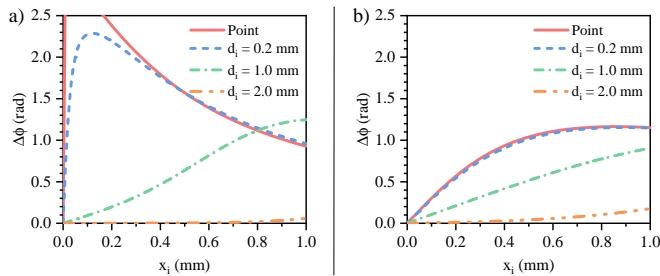 a)
Δϕ (rad)
2.5
2.0
1.5
1.0
0.5
0.0
Point
d_i = 0.2 mm
d_i = 1.0 mm
d_i = 2.0 mm
0.0 0.2 0.4 0.6 0.8 1.0
x_i (mm)
b)
Δϕ (rad)
2.5
2.0
1.5
1.0
0.5
0.0
Point
d_i = 0.2 mm
d_i = 1.0 mm
d_i = 2.0 mm
0.0 0.2 0.4 0.6 0.8 1.0
x_i (mm)